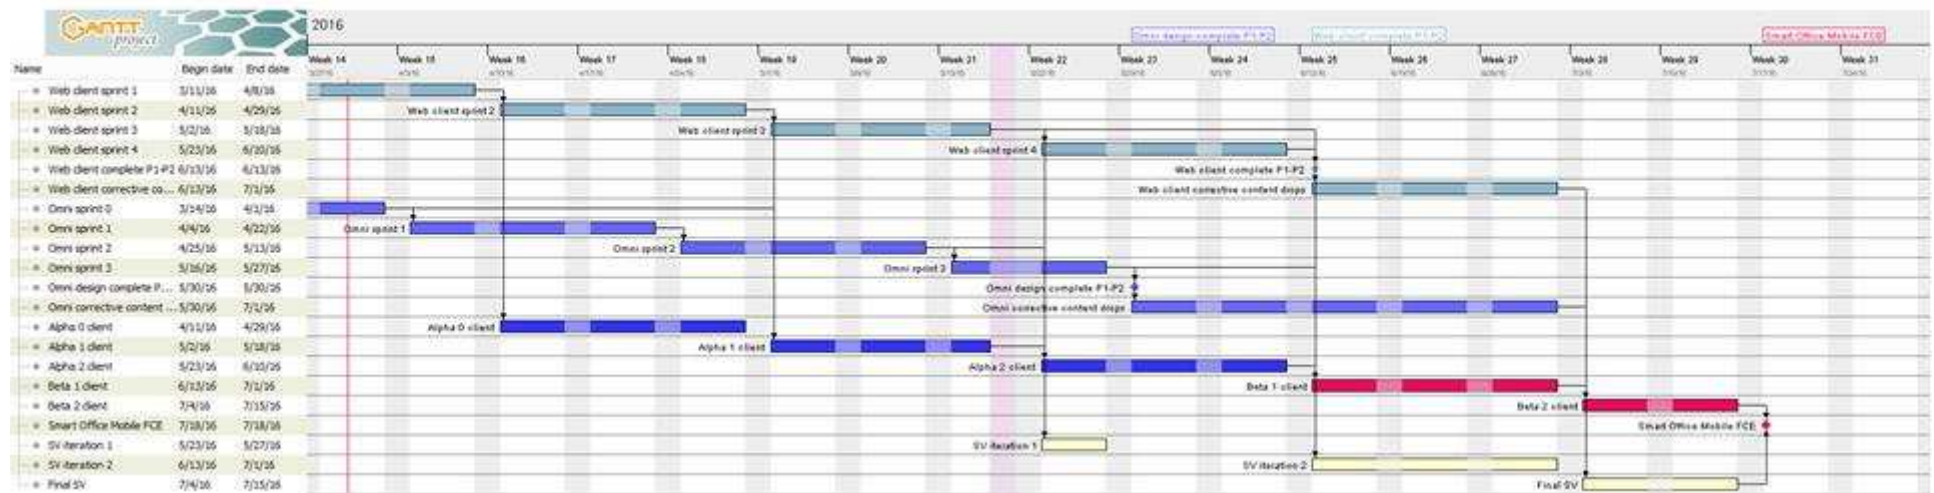 GANTT project
2016
Omni design complete P1-P2
Web client complete P1-P2
Smart Office Mobile FCE
Name Begin date End date
Week 14 Week 15 Week 16 Week 17 Week 18 Week 19 Week 20 Week 21 Week 22 Week 23 Week 24 Week 25 Week 26 Week 27 Week 28 Week 29 Week 30 Week 31
Web client sprint 1 3/11/16 4/8/16
Web client sprint 2 4/11/16 4/29/16 Web client sprint 2
Web client sprint 3 5/2/16 5/18/16 Web client sprint 3
Web client sprint 4 5/23/16 6/10/16 Web client sprint 4
Web client complete P1-P2 6/13/16 6/13/16 Web client complete P1-P2
Web client corrective co... 6/13/16 7/1/16 Web client corrective content drops
Omni sprint 0 3/14/16 4/1/16
Omni sprint 1 4/4/16 4/22/16 Omni sprint 1
Omni sprint 2 4/25/16 5/13/16 Omni sprint 2
Omni sprint 3 5/16/16 5/27/16 Omni sprint 3
Omni design complete P... 5/30/16 5/30/16 Omni design complete P1-P2
Omni corrective content ... 5/30/16 7/1/16 Omni corrective content drops
Alpha 0 client 4/11/16 4/29/16 Alpha 0 client
Alpha 1 client 5/2/16 5/18/16 Alpha 1 client
Alpha 2 client 5/23/16 6/10/16 Alpha 2 client
Beta 1 client 6/13/16 7/1/16 Beta 1 client
Beta 2 client 7/4/16 7/15/16 Beta 2 client
Smart Office Mobile FCE 7/18/16 7/18/16 Smart Office Mobile FCE
SV iteration 1 5/23/16 5/27/16 SV iteration 1
SV iteration 2 6/13/16 7/1/16 SV iteration 2
Final SV 7/4/16 7/15/16 Final SV